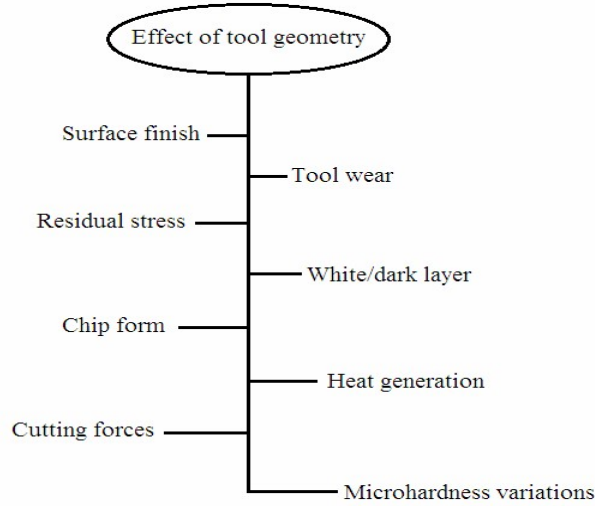 Effect of tool geometry
Surface finish
Tool wear
Residual stress
White/dark layer
Chip form
Heat generation
Cutting forces
Microhardness variations